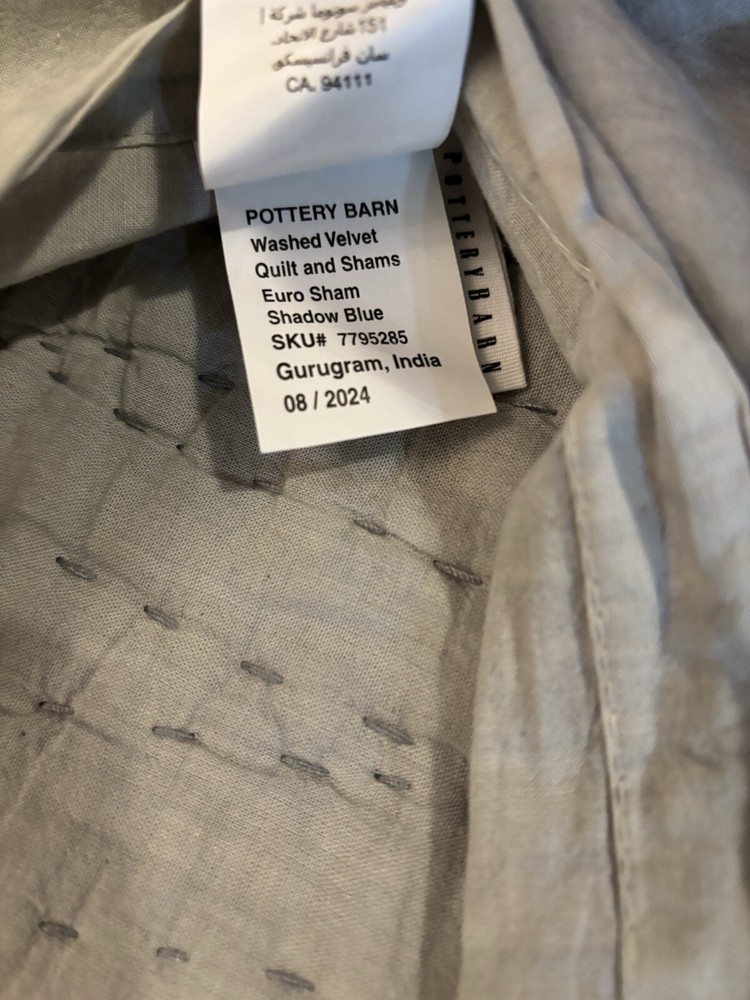 شركة |
151 شارع الاتحاد
سان فرانسيسكو
CA. 94111
POTTERY BARN
Washed Velvet
Quilt and Shams
Euro Sham
Shadow Blue
SKU# 7795285
Gurugram, India
08 / 2024
POTTERYBARN